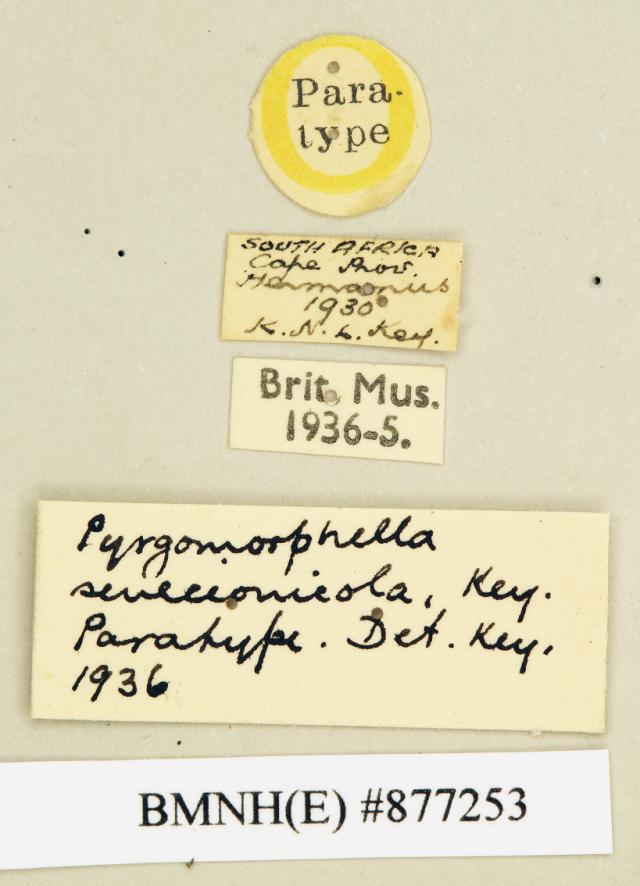 Para-
type
SOUTH AFRICA
Cape Prov.
Hermanus
1930
K.N.L. Key.
Brit. Mus.
1936-5.
Pyrgomorphella
senecionicola, Key.
Paratype. Det. Key,
1936
BMNH(E) #877253